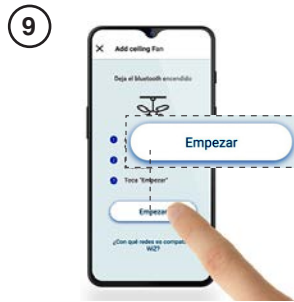 9
Add ceiling Fan
Deja el bluetooth encendido
Empezar
Toca "Empezar"
Empezar
¿Con qué redes es compatible
WiZ?